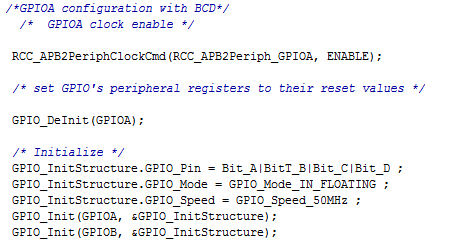 /*GPIOA configuration with BCD*/
/* GPIOA clock enable */
RCC_APB2PeriphClockCmd(RCC_APB2Periph_GPIOA, ENABLE);
/* set GPIO's peripheral registers to their reset values */
GPIO_DeInit(GPIOA);
/* Initialize */
GPIO_InitStructure.GPIO_Pin = Bit_A|BitT_B|Bit_C|Bit_D ;
GPIO_InitStructure.GPIO_Mode = GPIO_Mode_IN_FLOATING ;
GPIO_InitStructure.GPIO_Speed = GPIO_Speed_50MHz ;
GPIO_Init(GPIOA, &GPIO_InitStructure);
GPIO_Init(GPIOB, &GPIO_InitStructure);